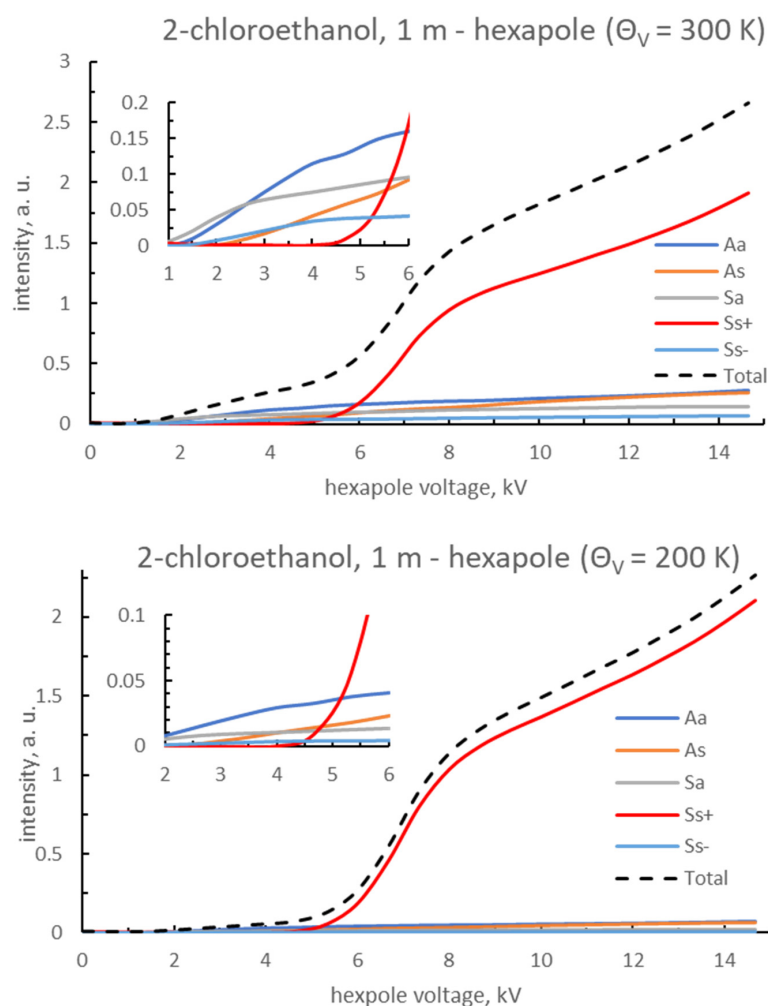 2-chloroethanol, 1 m - hexapole (ΘV = 300 K)
3
2.5
2
1.5
1
0.5
0
intensity, a. u.
0.2
0.15
0.1
0.05
0
1 2 3 4 5 6
Aa
As
Sa
Ss+
Ss-
Total
0 2 4 6 8 10 12 14
hexapole voltage, kV
2-chloroethanol, 1 m - hexapole (ΘV = 200 K)
2
1.5
1
0.5
0
intensity, a. u.
0.1
0.05
0
2 3 4 5 6
Aa
As
Sa
Ss+
Ss-
Total
0 2 4 6 8 10 12 14
hexpole voltage, kV